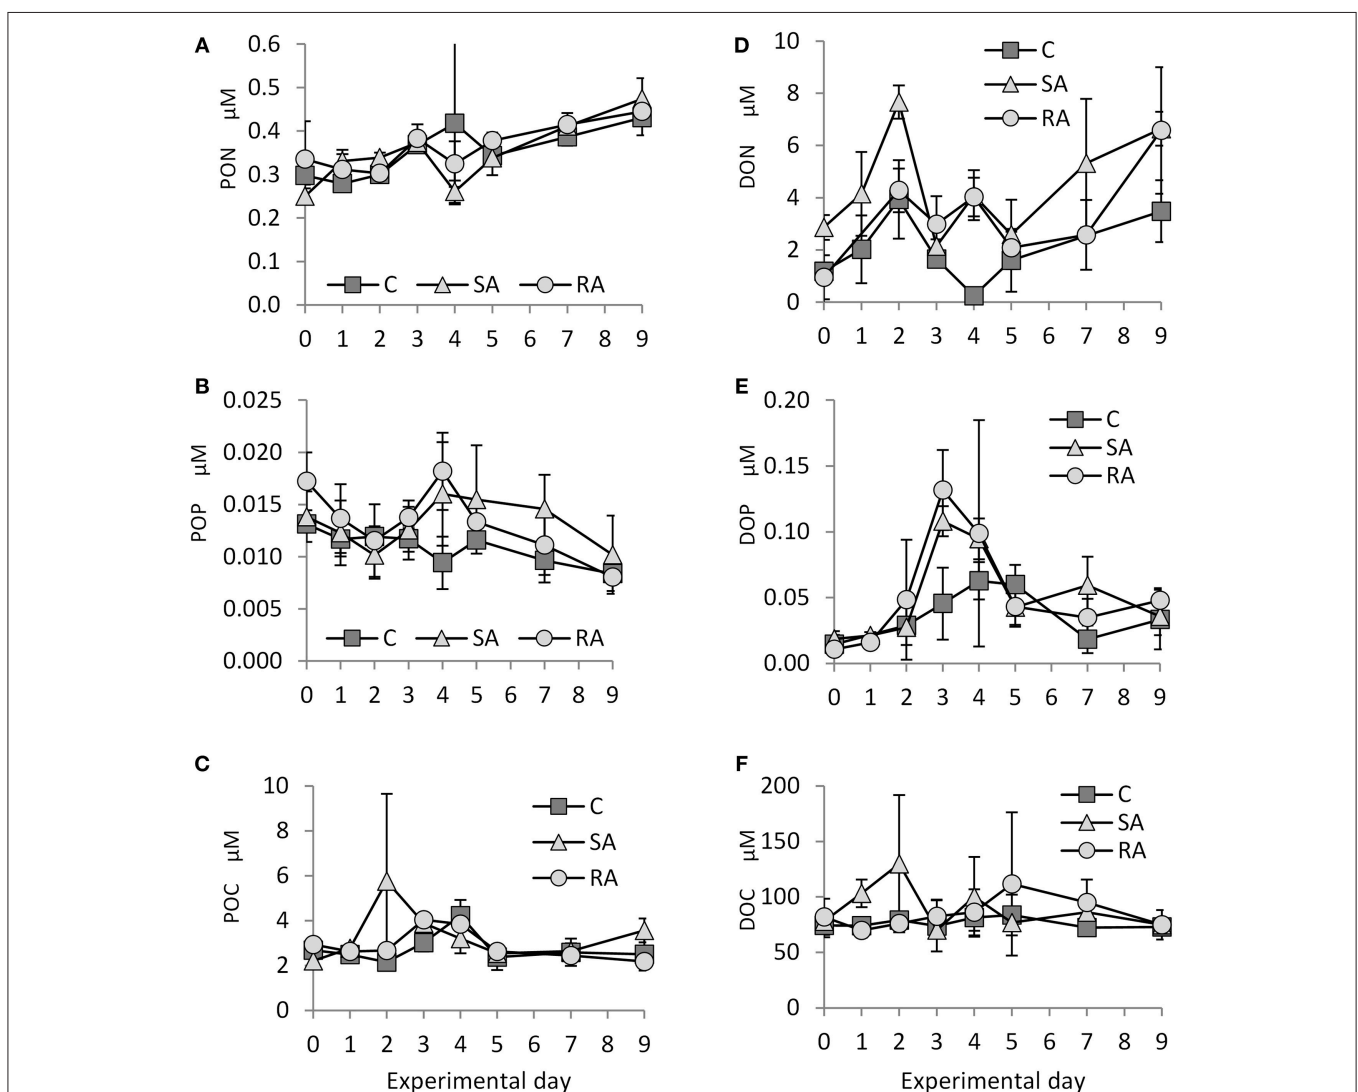 A
PON µM
0.6
0.5
0.4
0.3
0.2
0.1
0.0
C SA RA
0 1 2 3 4 5 6 7 8 9
D
DON µM
10
8
6
4
2
0
C
SA
RA
0 1 2 3 4 5 6 7 8 9
B
POP µM
0.025
0.020
0.015
0.010
0.005
0.000
C SA RA
0 1 2 3 4 5 6 7 8 9
E
DOP µM
0.20
0.15
0.10
0.05
0.00
C
SA
RA
0 1 2 3 4 5 6 7 8 9
C
POC µM
10
8
6
4
2
0
C
SA
RA
0 1 2 3 4 5 6 7 8 9
Experimental day
F
DOC µM
200
150
100
50
0
C
SA
RA
0 1 2 3 4 5 6 7 8 9
Experimental day